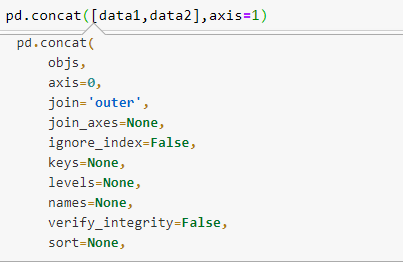 pd.concat([data1,data2],axis=1)
pd.concat(
objs,
axis=0,
join='outer',
join_axes=None,
ignore_index=False,
keys=None,
levels=None,
names=None,
verify_integrity=False,
sort=None,